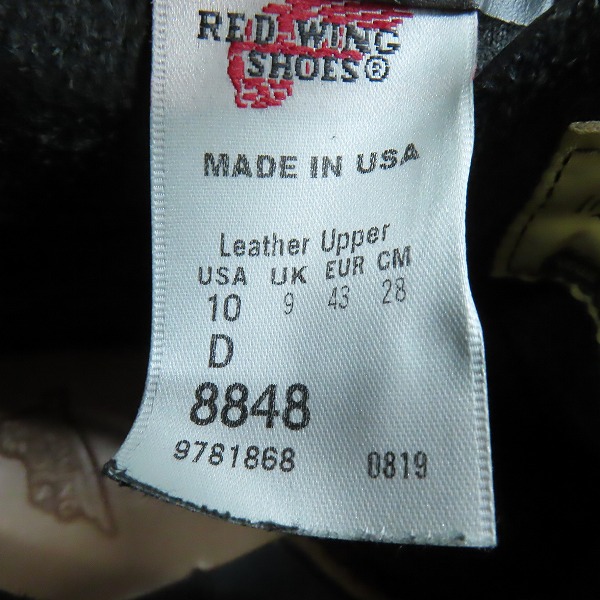 RED WING
SHOES®
MADE IN USA
Leather Upper
USA UK EUR CM
10 9 43 28
D
8848
9781868 0819